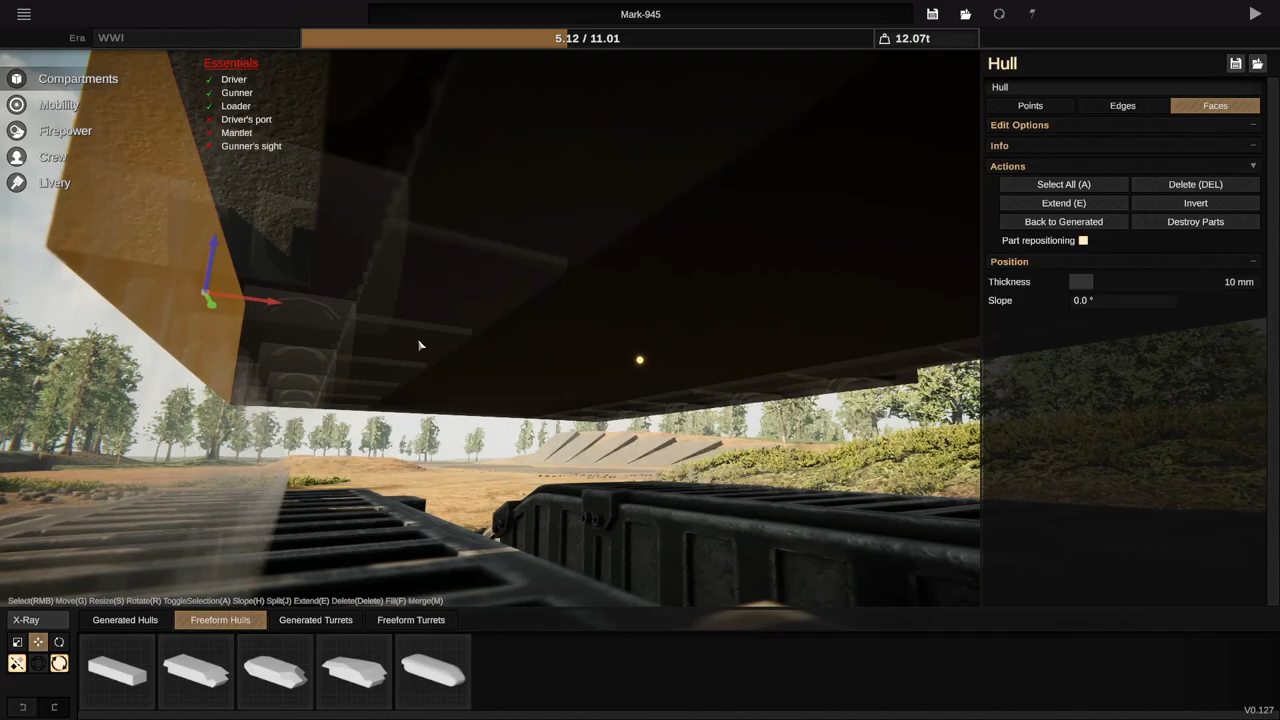 Mark-945
Era WWI 5.12 / 11.01 12.07t
Essentials
Driver
Gunner
Loader
Driver's port
Mantlet
Gunner's sight
Compartments
Mobility
Firepower
Crew
Livery
Hull
Hull
Points Edges Faces
Edit Options
Info
Actions
Select All (A) Delete (DEL)
Extend (E) Invert
Back to Generated Destroy Parts
Part repositioning
Position
Thickness 10 mm
Slope 0.0 °
Select(RMB) Move(G) Resize(S) Rotate(R) ToggleSelection(A) Slope(H) Split(J) Extend(E) Delete(Delete) Fill(F) Merge(M)
X-Ray Generated Hulls Freeform Hulls Generated Turrets Freeform Turrets
V0.127